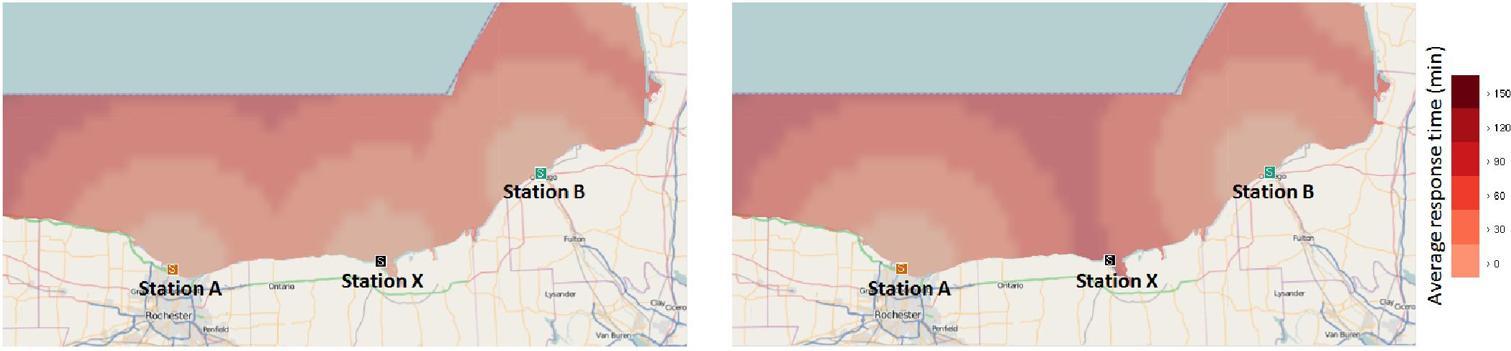 Station B
Station X
Station A
Ontario
Rochester
Penfield
Fulton
Lysander
Clay
Cicero
Van Buren
Station B
Station X
Station A
Ontario
Rochester
Penfield
Fulton
Lysander
Clay
Van Buren
Average response time (min)
> 150
> 120
> 90
> 60
> 30
> 0